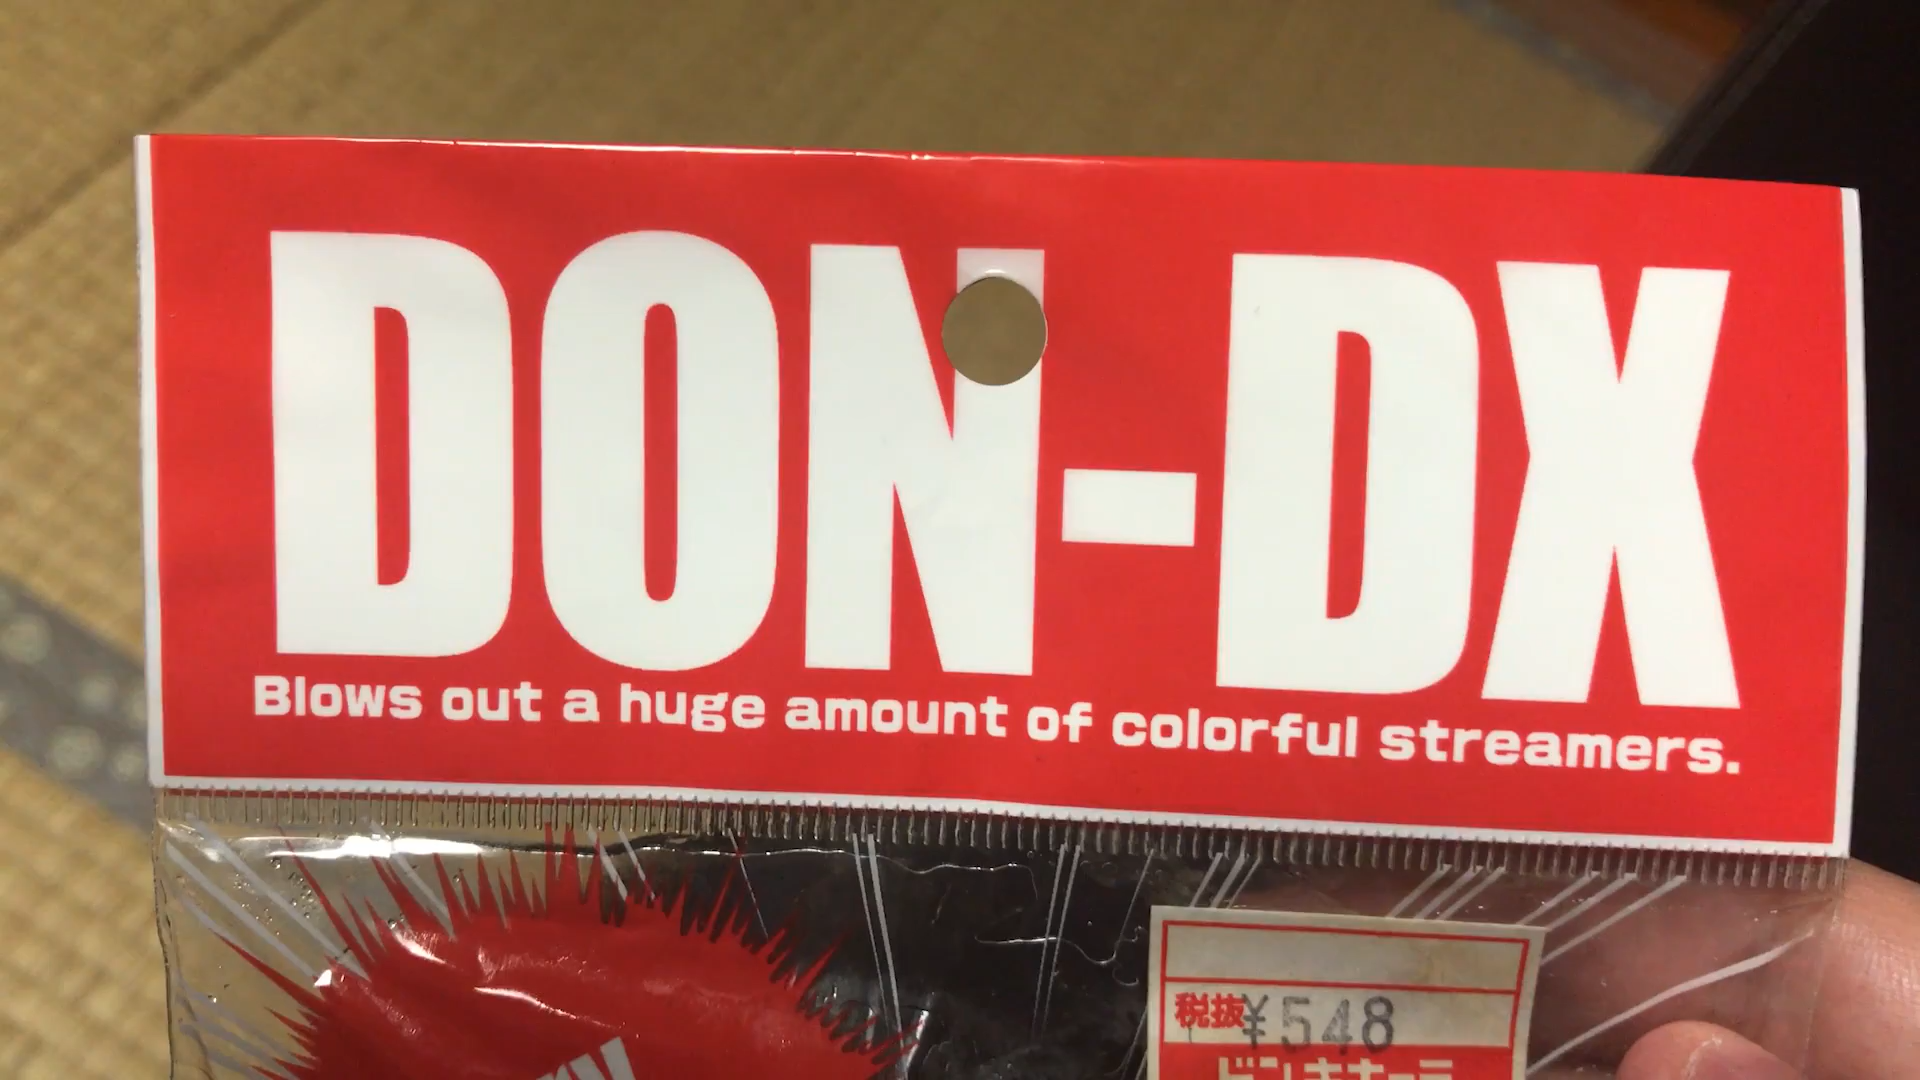 DON-DX
Blows out a huge amount of colorful streamers.
税抜¥548